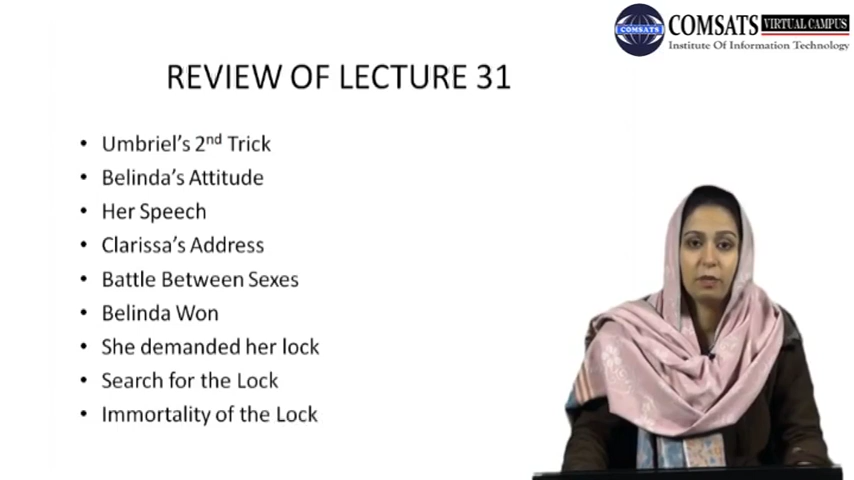 COMSATS VIRTUAL CAMPUS
COMSATS
Institute Of Information Technology
REVIEW OF LECTURE 31
• Umbriel's 2nd Trick
• Belinda's Attitude
• Her Speech
• Clarissa's Address
• Battle Between Sexes
• Belinda Won
• She demanded her lock
• Search for the Lock
• Immortality of the Lock